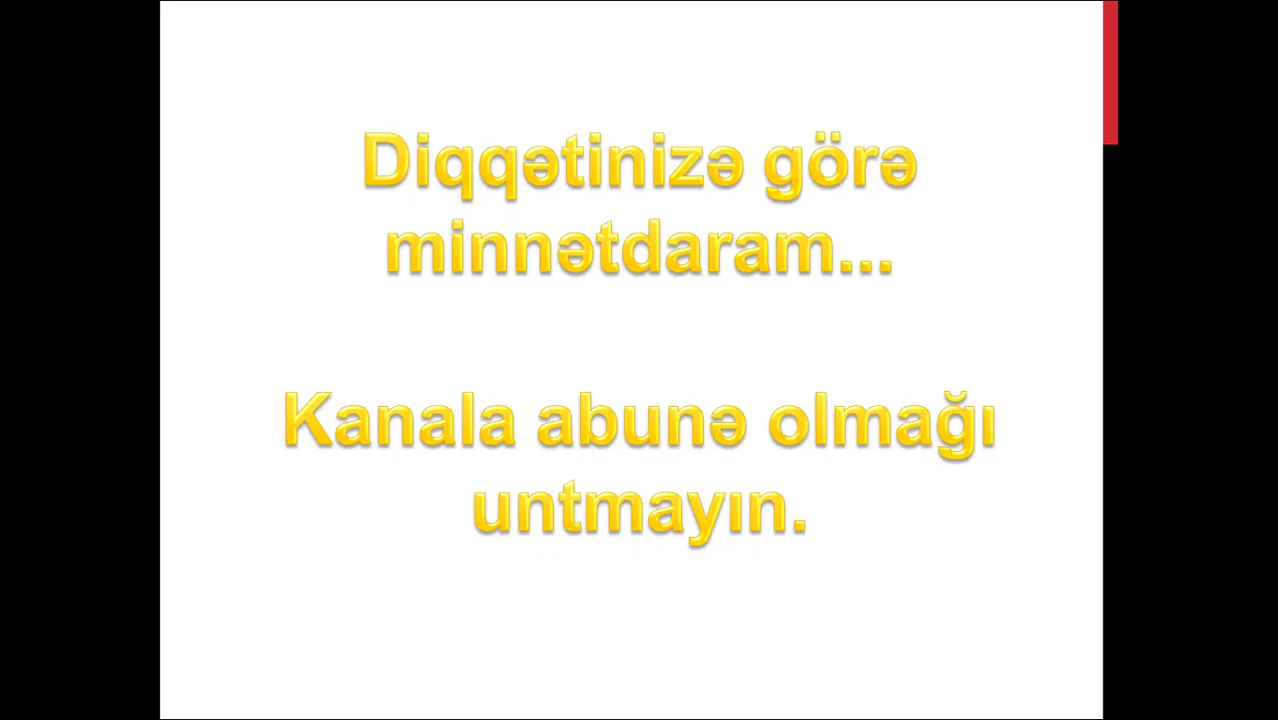 Diqqətinizə görə
minnətdaram...
Kanala abunə olmağı
untmayın.